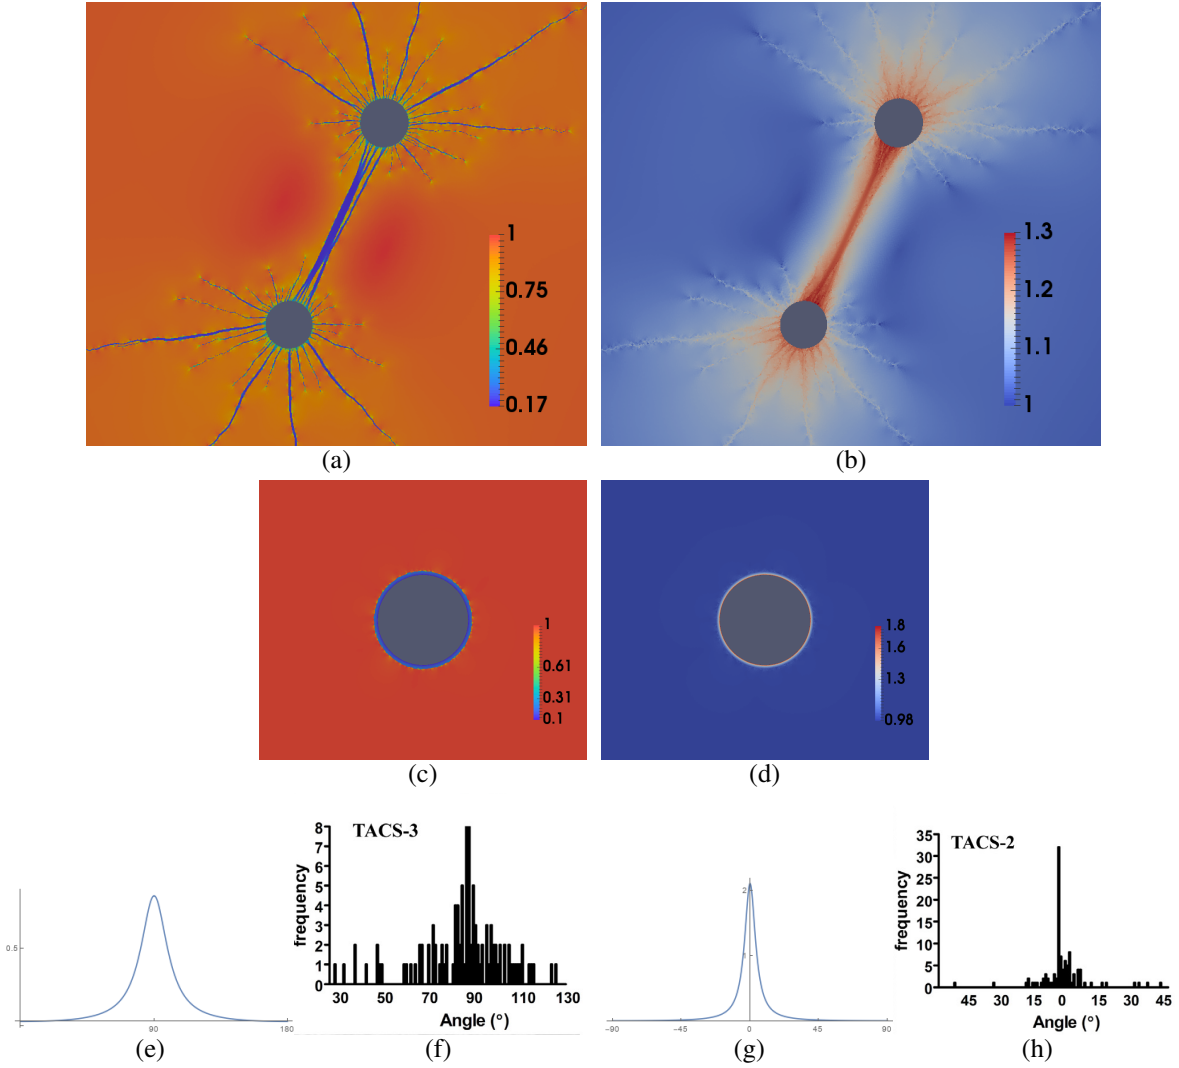 1
0.75
0.46
0.17
(a)
1.3
1.2
1.1
1
(b)
1
0.61
0.31
0.1
(c)
1.8
1.6
1.3
0.98
(d)
0.5
90
180
(e)
TACS-3
frequency
8
7
6
5
4
3
2
1
0
30 50 70 90 110 130
Angle (°)
(f)
2
1
−90 −45 0 45 90
(g)
TACS-2
frequency
35
30
25
20
15
10
5
0
45 30 15 0 15 30 45
Angle (°)
(h)